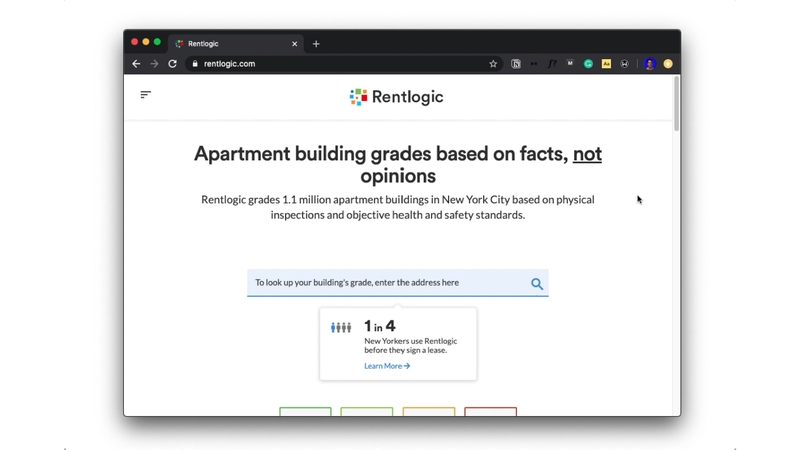 Rentlogic
rentlogic.com
Rentlogic
Apartment building grades based on facts, not
opinions
Rentlogic grades 1.1 million apartment buildings in New York City based on physical
inspections and objective health and safety standards.
To look up your building's grade, enter the address here
1 in 4
New Yorkers use Rentlogic
before they sign a lease.
Learn More